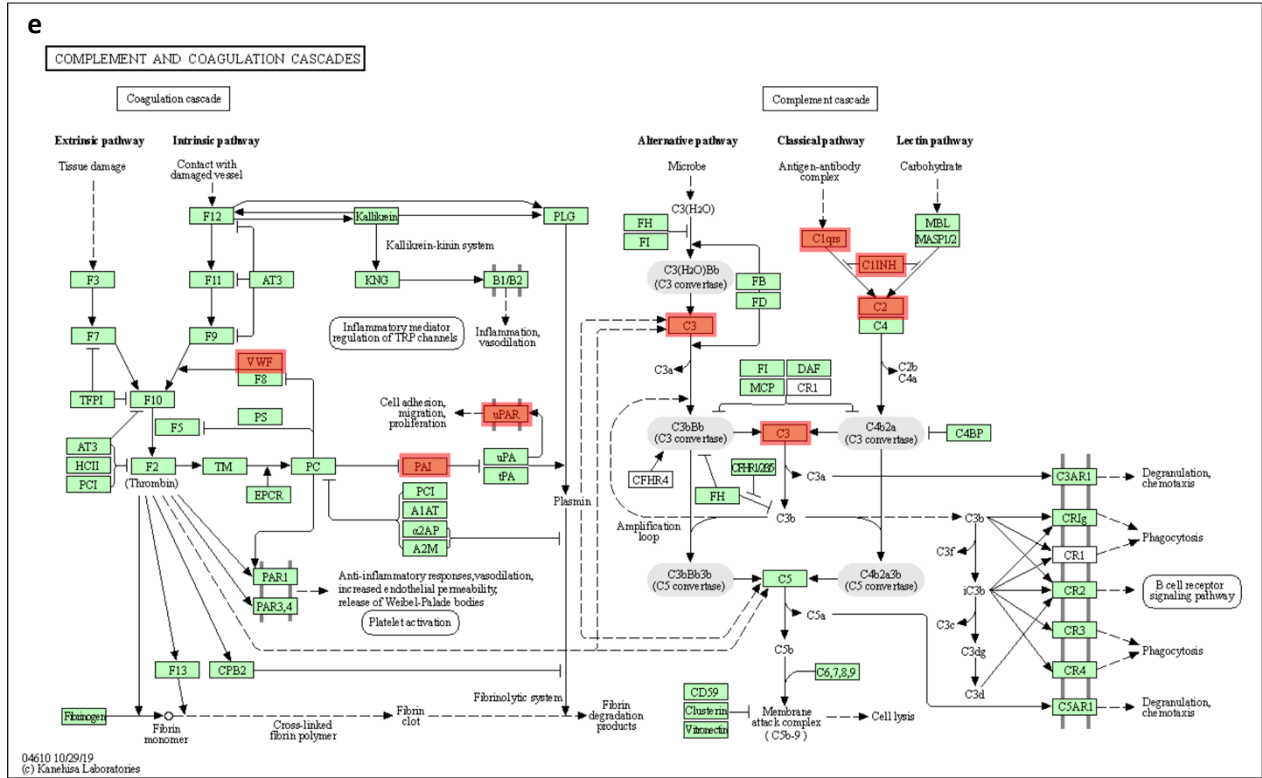 e
COMPLEMENT AND COAGULATION CASCADES
Coagulation cascade
Complement cascade
Extrinsic pathway
Intrinsic pathway
Alternative pathway
Classical pathway
Lectin pathway
Tissue damage
Contact with
damaged vessel
Microbe
Antigen-antibody
complex
Carbohydrate
F12
Kallikrein
PLG
C3(H2O)
FH
FI
C1qrs
MBL
MASP1/2
Kallikrein-kinin system
C1INH
F3
F11
AT3
KNG
B1/B2
C3(H2O)Bb
(C3 convertase)
FB
FD
C2
C4
F7
F9
Inflammatory mediator
regulation of TRP channels
Inflammation,
vasodilation
C3
VWF
F8
C3a
FI
DAF
MCP
CR1
C2b
C4a
TFPI
F10
PS
F5
Cell adhesion,
migration,
proliferation
uPAR
C3bBb
(C3 convertase)
C3
C4b2a
(C3 convertase)
C4BP
AT3
HCII
PCI
F2
(Thrombin)
TM
PC
EPCR
PAI
uPA
tPA
CFHR4
FH
C3a
C3AR1
Degranulation,
chemotaxis
PCI
A1AT
α2AP
A2M
Plasmin
Amplification
loop
C3b
C3b
CRIg
Phagocytosis
C3f
CR1
PAR1
PAR3,4
Anti-inflammatory responses, vasodilation,
increased endothelial permeability,
release of Weibel-Palade bodies
Platelet activation
C3bBb3b
(C5 convertase)
C5
C4b2a3b
(C5 convertase)
iC3b
CR2
B cell receptor
signaling pathway
C5a
C3c
CR3
C3dg
Phagocytosis
C5b
F13
CPB2
C6,7,8,9
C3d
CR4
Fibrinolytic system
CD59
Clusterin
Vitronectin
Membrane
attack complex
(C5b-9)
Cell lysis
C5AR1
Degranulation,
chemotaxis
Fibrinogen
Fibrin
monomer
Cross-linked
fibrin polymer
Fibrin
clot
Fibrin
degradation
products
04610 10/29/19
(c) Kanehisa Laboratories